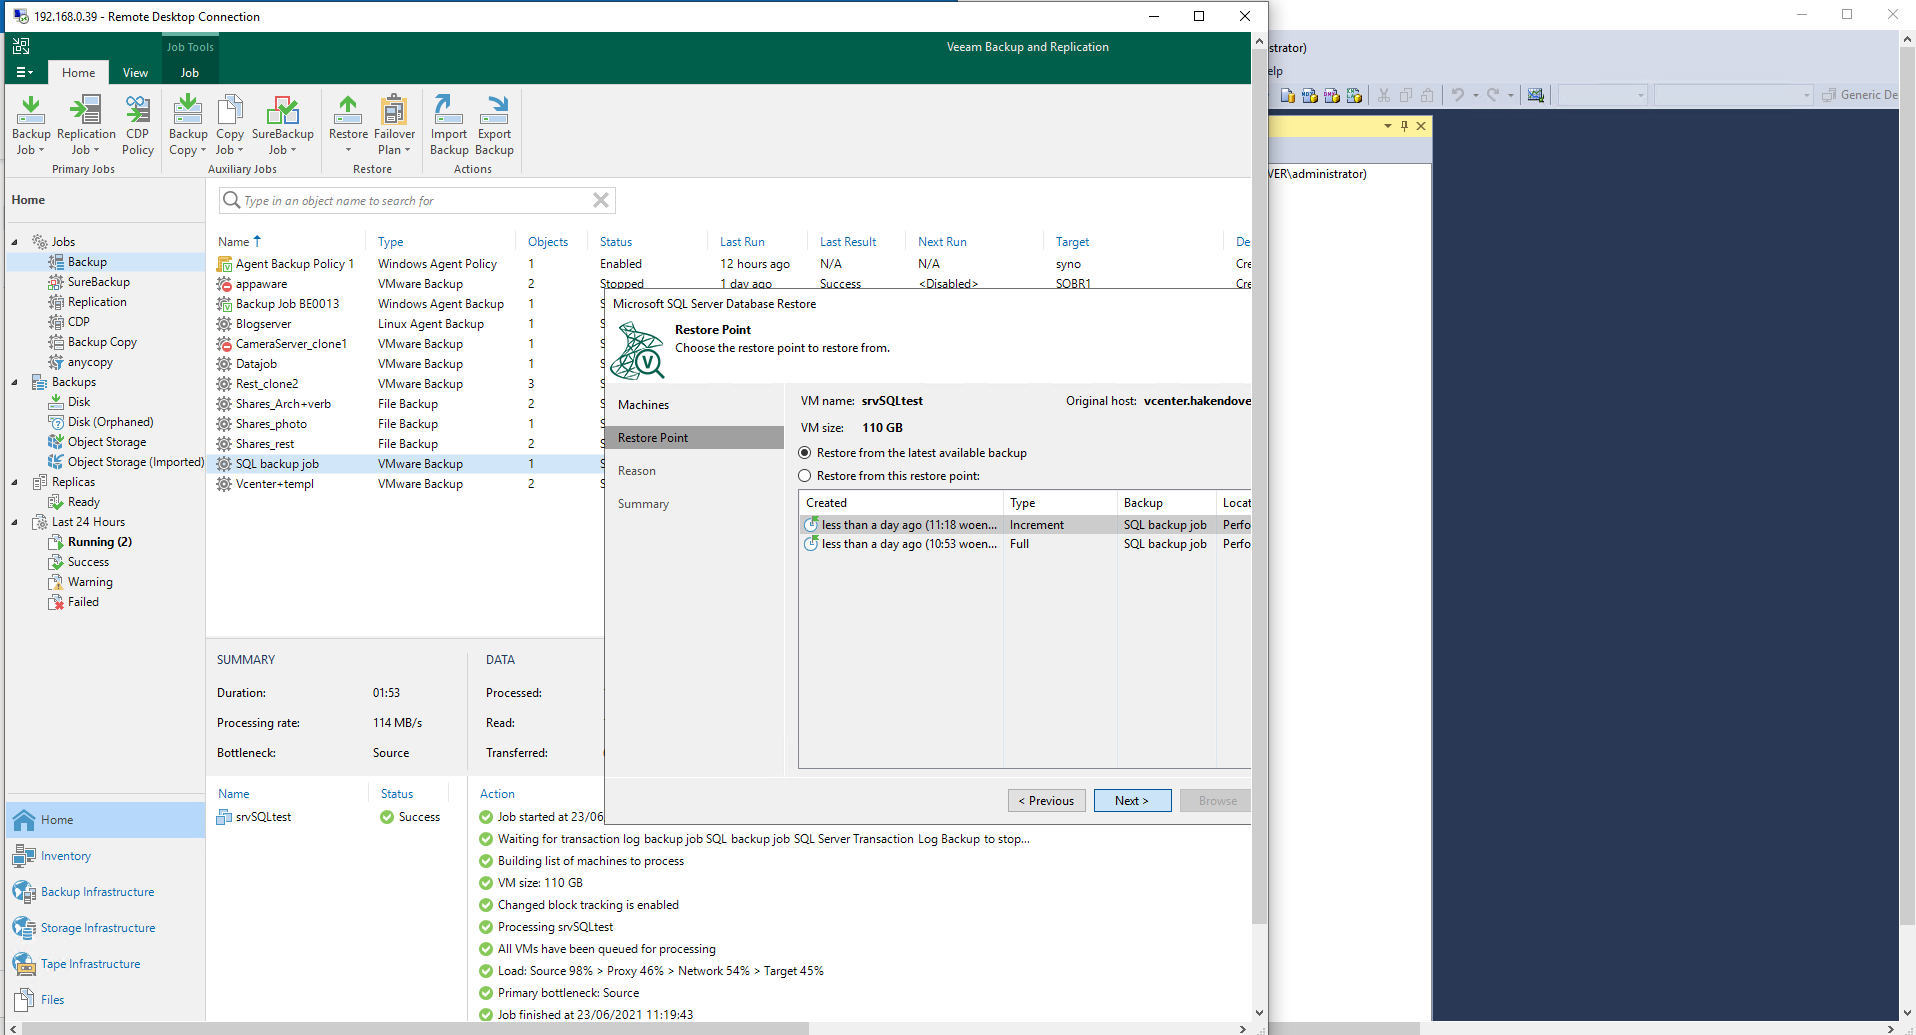 192.168.0.39 - Remote Desktop Connection
Job Tools
Veeam Backup and Replication
Home
View
Job
Backup Job
Replication Job
CDP Policy
Backup Copy
Copy Job
SureBackup Job
Restore
Failover Plan
Import Backup
Export Backup
Primary Jobs
Auxiliary Jobs
Restore
Actions
Home
Type in an object name to search for
Jobs
Backup
SureBackup
Replication
CDP
Backup Copy
anycopy
Backups
Disk
Disk (Orphaned)
Object Storage
Object Storage (Imported)
Replicas
Ready
Last 24 Hours
Running (2)
Success
Warning
Failed
Home
Inventory
Backup Infrastructure
Storage Infrastructure
Tape Infrastructure
Files
Name Type Objects Status Last Run Last Result Next Run Target De
Agent Backup Policy 1 Windows Agent Policy 1 Enabled 12 hours ago N/A N/A syno Cre
appaware VMware Backup 2 Stopped 1 day ago Success <Disabled> SOBR1 Cre
Backup Job BE0013 Windows Agent Backup 1 S
Blogserver Linux Agent Backup 1 S
CameraServer_clone1 VMware Backup 1 S
Datajob VMware Backup 1 S
Rest_clone2 VMware Backup 3 S
Shares_Arch+verb File Backup 2 S
Shares_photo File Backup 1 S
Shares_rest File Backup 2 S
SQL backup job VMware Backup 1 S
Vcenter+templ VMware Backup 2 S
Microsoft SQL Server Database Restore
Restore Point
Choose the restore point to restore from.
Machines
Restore Point
Reason
Summary
VM name: srvSQLtest Original host: vcenter.hakendove
VM size: 110 GB
Restore from the latest available backup
Restore from this restore point:
Created Type Backup Locat
less than a day ago (11:18 woen... Increment SQL backup job Perfo
less than a day ago (10:53 woen... Full SQL backup job Perfo
< Previous Next > Browse
SUMMARY
Duration: 01:53
Processing rate: 114 MB/s
Bottleneck: Source
DATA
Processed:
Read:
Transferred:
Name Status
srvSQLtest Success
Action
Job started at 23/06
Waiting for transaction log backup job SQL backup job SQL Server Transaction Log Backup to stop...
Building list of machines to process
VM size: 110 GB
Changed block tracking is enabled
Processing srvSQLtest
All VMs have been queued for processing
Load: Source 98% > Proxy 46% > Network 54% > Target 45%
Primary bottleneck: Source
Job finished at 23/06/2021 11:19:43
strator)
elp
Generic De
VER\administrator)